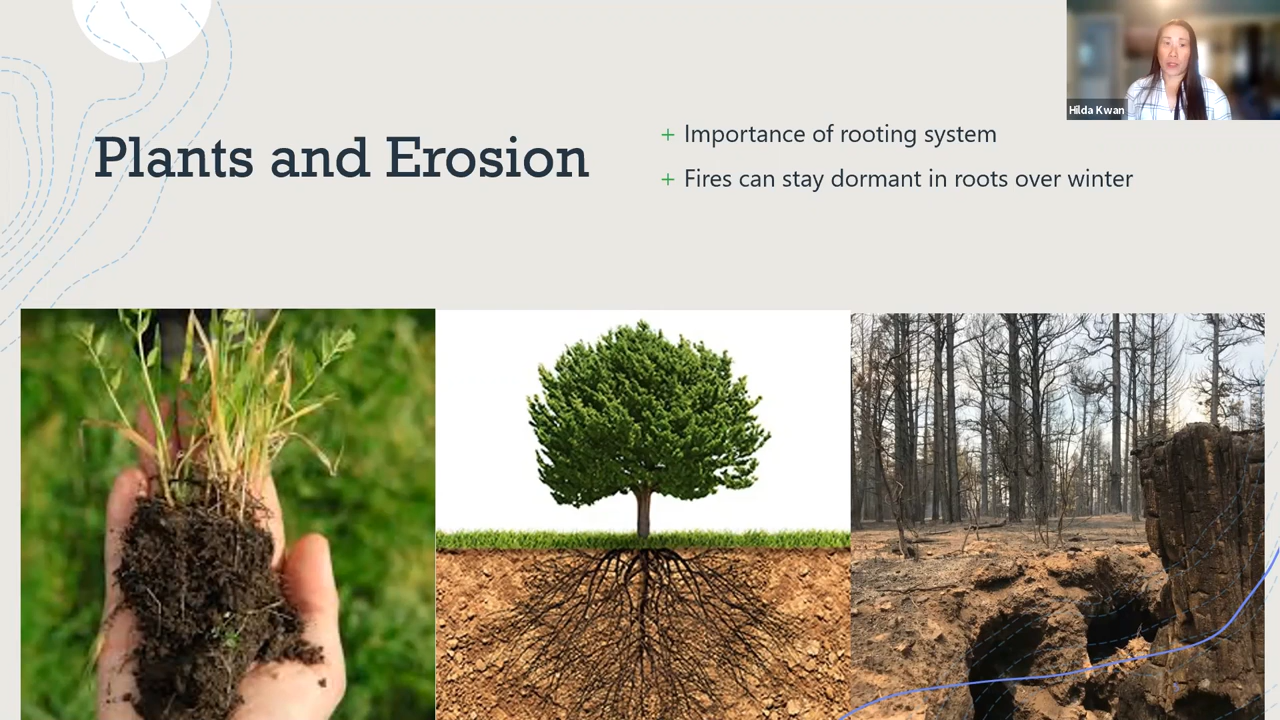 Hilda Kwan
Plants and Erosion
+ Importance of rooting system
+ Fires can stay dormant in roots over winter